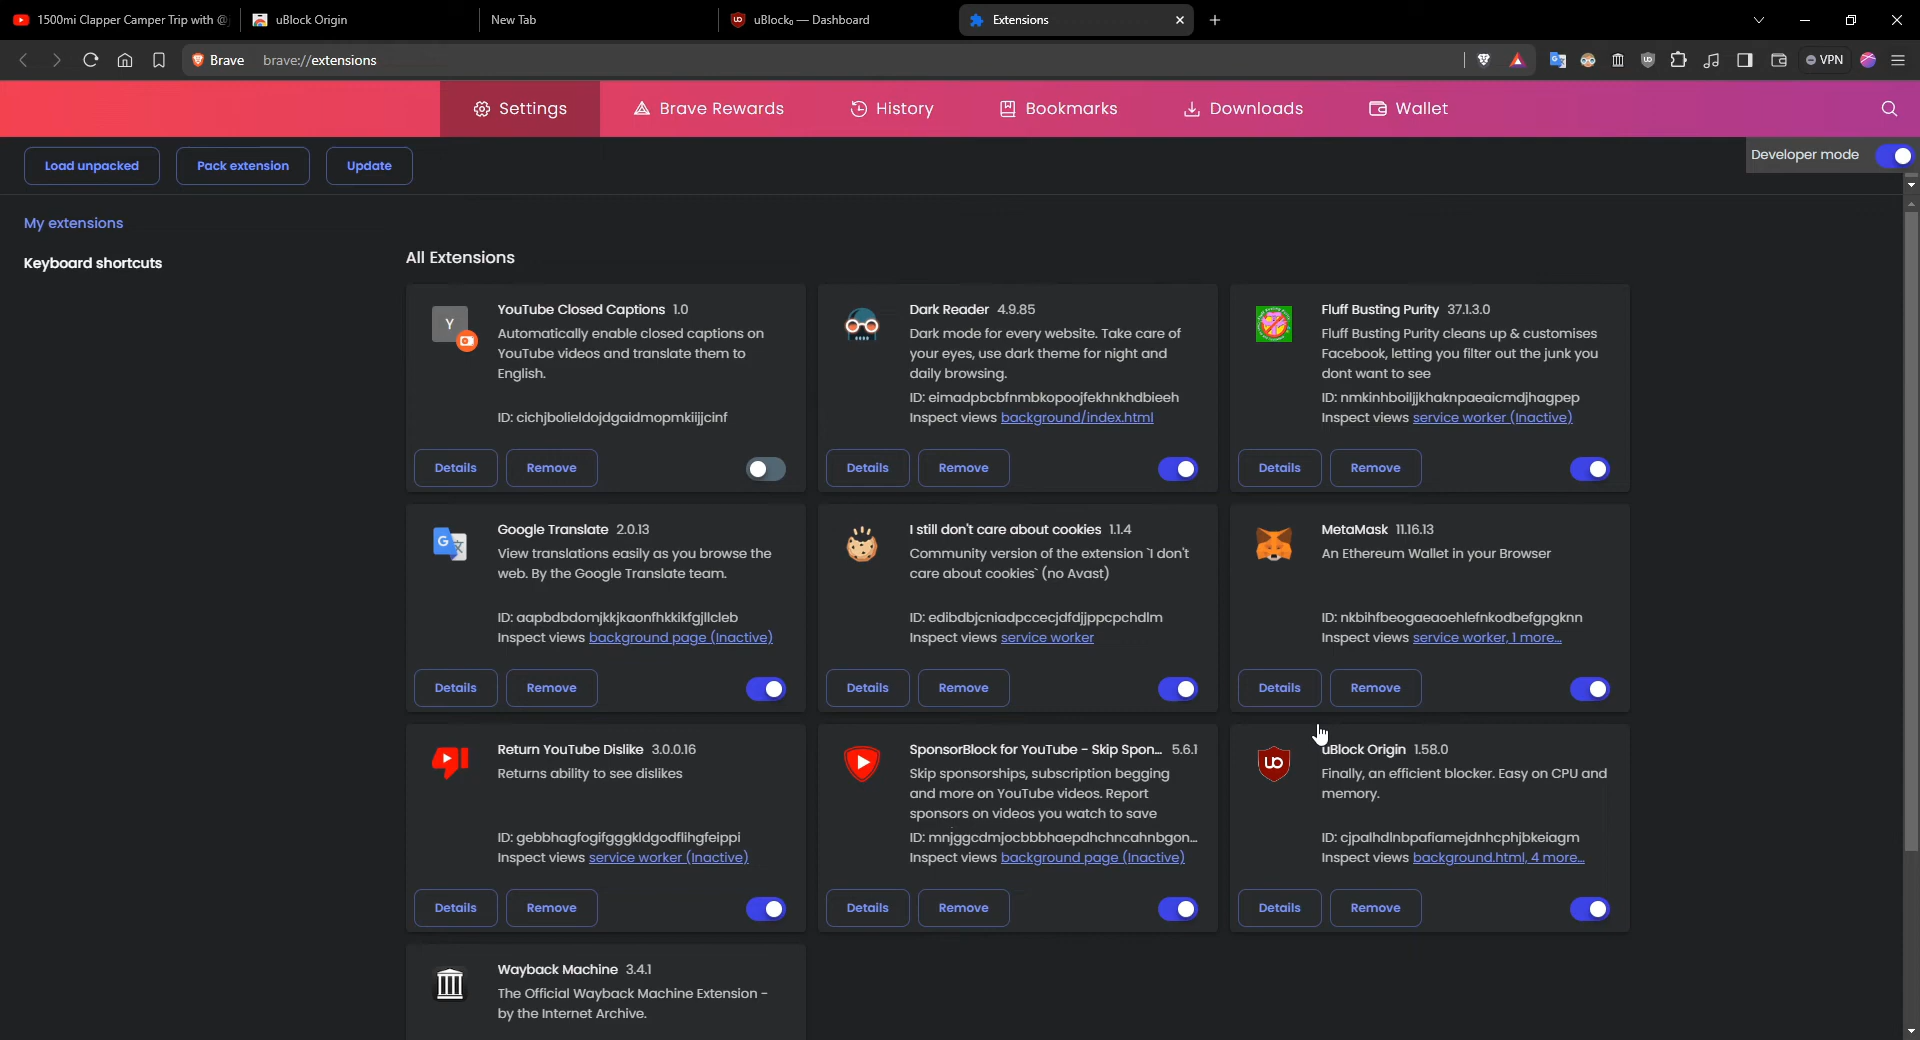 1500mi Clapper Camper Trip with @
uBlock Origin
New Tab
uBlock₀ — Dashboard
Extensions
Brave brave://extensions
VPN
Settings
Brave Rewards
History
Bookmarks
Downloads
Wallet
Load unpacked
Pack extension
Update
Developer mode
My extensions
Keyboard shortcuts
All Extensions
Y
YouTube Closed Captions 1.0
Automatically enable closed captions on
YouTube videos and translate them to
English.
ID: cichjbolieldojdgaidmopmkiijjcinf
Details
Remove
Dark Reader 4.9.85
Dark mode for every website. Take care of
your eyes, use dark theme for night and
daily browsing.
ID: eimadpbcbfnmbkopoojfekhnkhdbieeh
Inspect views background/index.html
Details
Remove
Fluff Busting Purity 37.1.3.0
Fluff Busting Purity cleans up & customises
Facebook, letting you filter out the junk you
dont want to see
ID: nmkinhboiljjkhaknpaeaicmdjhagpep
Inspect views service worker (Inactive)
Details
Remove
Google Translate 2.0.13
View translations easily as you browse the
web. By the Google Translate team.
ID: aapbdbdomjkkjkaonfhkkikfgjllcleb
Inspect views background page (Inactive)
Details
Remove
I still don't care about cookies 1.1.4
Community version of the extension `I don't
care about cookies` (no Avast)
ID: edibdbjcniadpccecjdfdjjppcpchdlm
Inspect views service worker
Details
Remove
MetaMask 11.16.13
An Ethereum Wallet in your Browser
ID: nkbihfbeogaeaoehlefnkodbefgpgknn
Inspect views service worker, 1 more...
Details
Remove
Return YouTube Dislike 3.0.0.16
Returns ability to see dislikes
ID: gebbhagfogifgggkldgodflihgfeippi
Inspect views service worker (Inactive)
Details
Remove
SponsorBlock for YouTube - Skip Spon... 5.6.1
Skip sponsorships, subscription begging
and more on YouTube videos. Report
sponsors on videos you watch to save
ID: mnjggcdmjocbbbhaepdhchncahnbgon...
Inspect views background page (Inactive)
Details
Remove
uBlock Origin 1.58.0
Finally, an efficient blocker. Easy on CPU and
memory.
ID: cjpalhdlnbpafiamejdnhcphjbkeiagm
Inspect views background.html, 4 more...
Details
Remove
Wayback Machine 3.4.1
The Official Wayback Machine Extension -
by the Internet Archive.